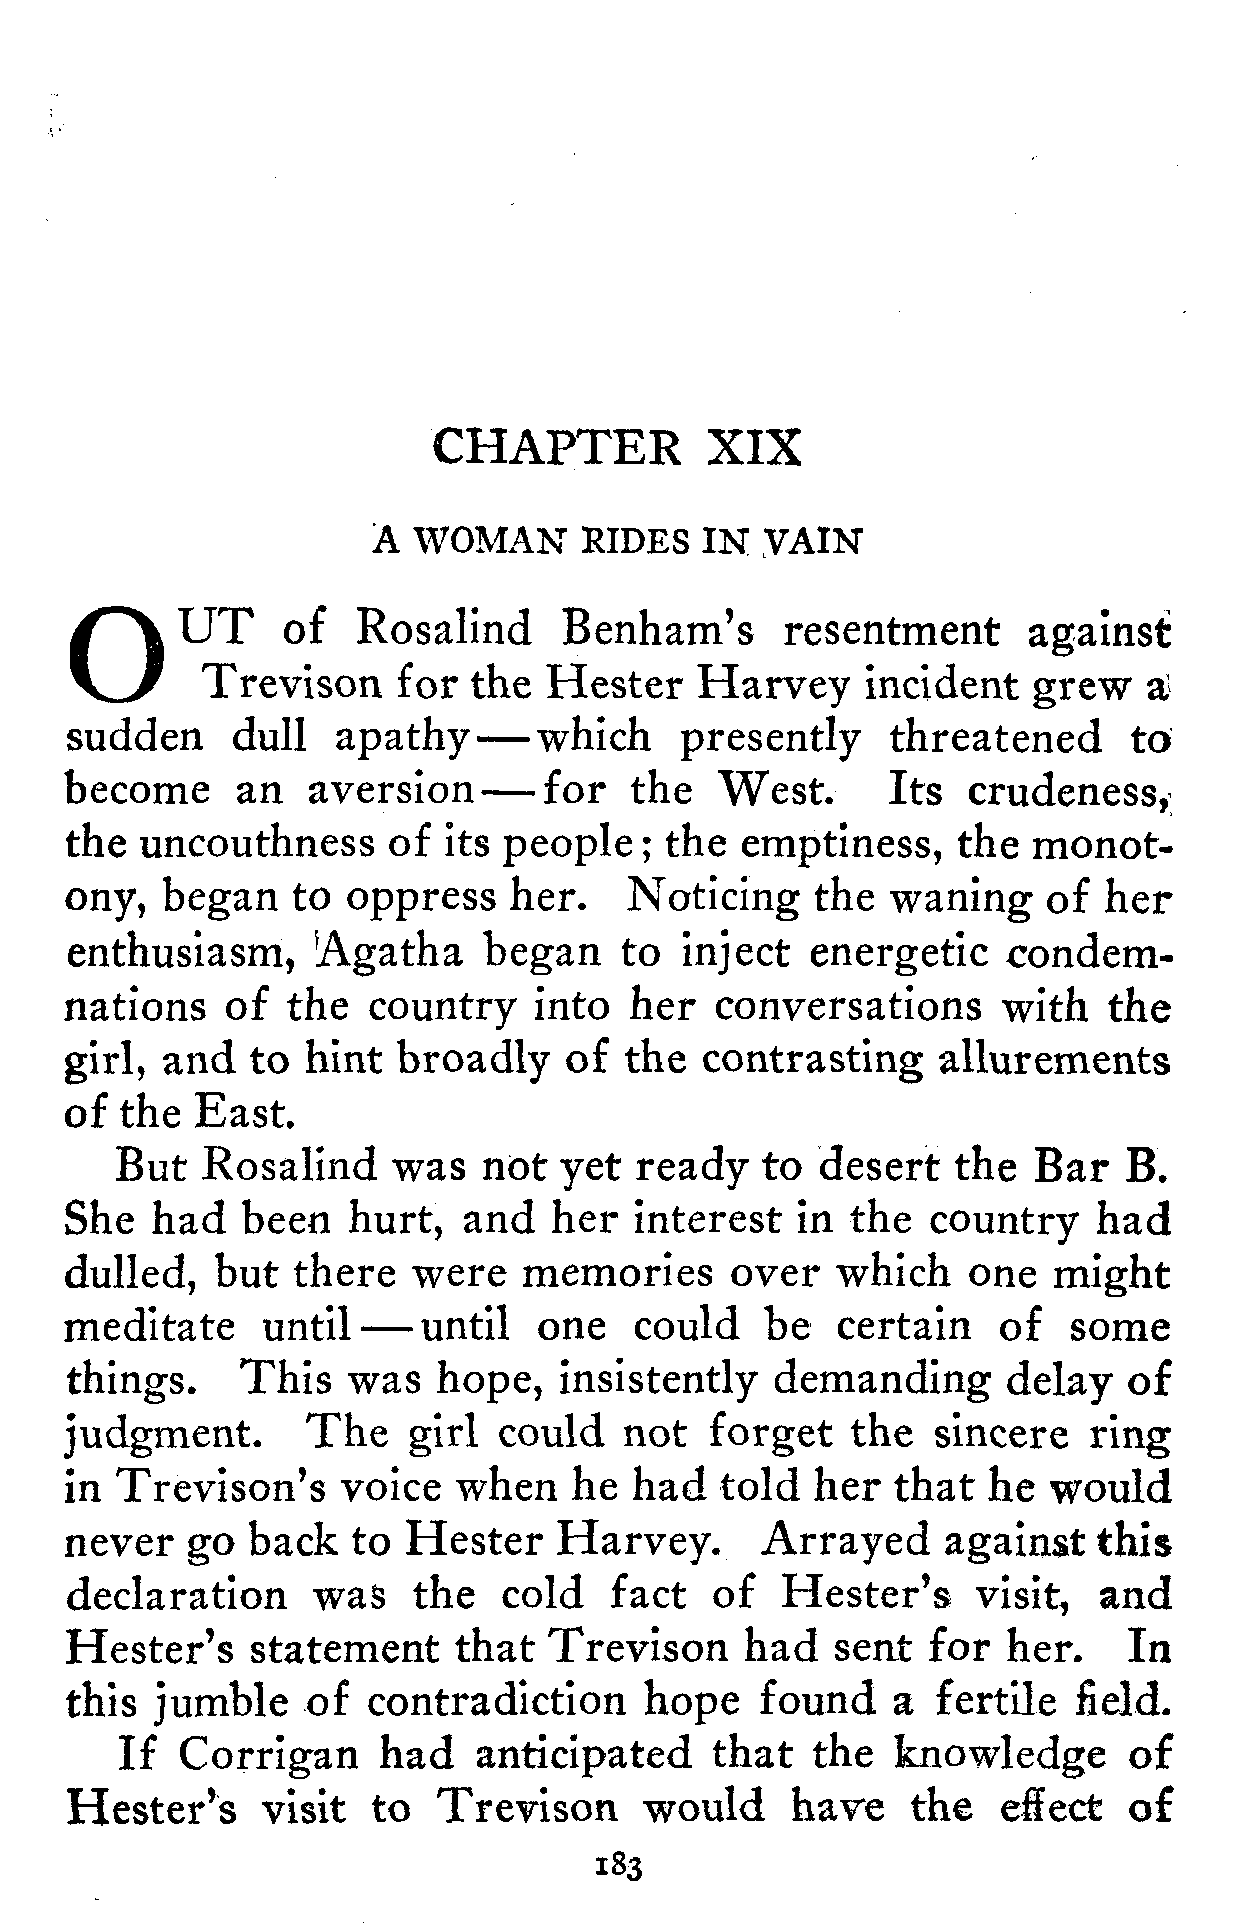 CHAPTER XIX
A WOMAN RIDES IN VAIN
OUT of Rosalind Benham's resentment against
Trevison for the Hester Harvey incident grew a
sudden dull apathy—which presently threatened to
become an aversion—for the West. Its crudeness,
the uncouthness of its people; the emptiness, the monot-
ony, began to oppress her. Noticing the waning of her
enthusiasm, Agatha began to inject energetic condem-
nations of the country into her conversations with the
girl, and to hint broadly of the contrasting allurements
of the East.
But Rosalind was not yet ready to desert the Bar B.
She had been hurt, and her interest in the country had
dulled, but there were memories over which one might
meditate until—until one could be certain of some
things. This was hope, insistently demanding delay of
judgment. The girl could not forget the sincere ring
in Trevison's voice when he had told her that he would
never go back to Hester Harvey. Arrayed against this
declaration was the cold fact of Hester's visit, and
Hester's statement that Trevison had sent for her. In
this jumble of contradiction hope found a fertile field.
If Corrigan had anticipated that the knowledge of
Hester's visit to Trevison would have the effect of
183